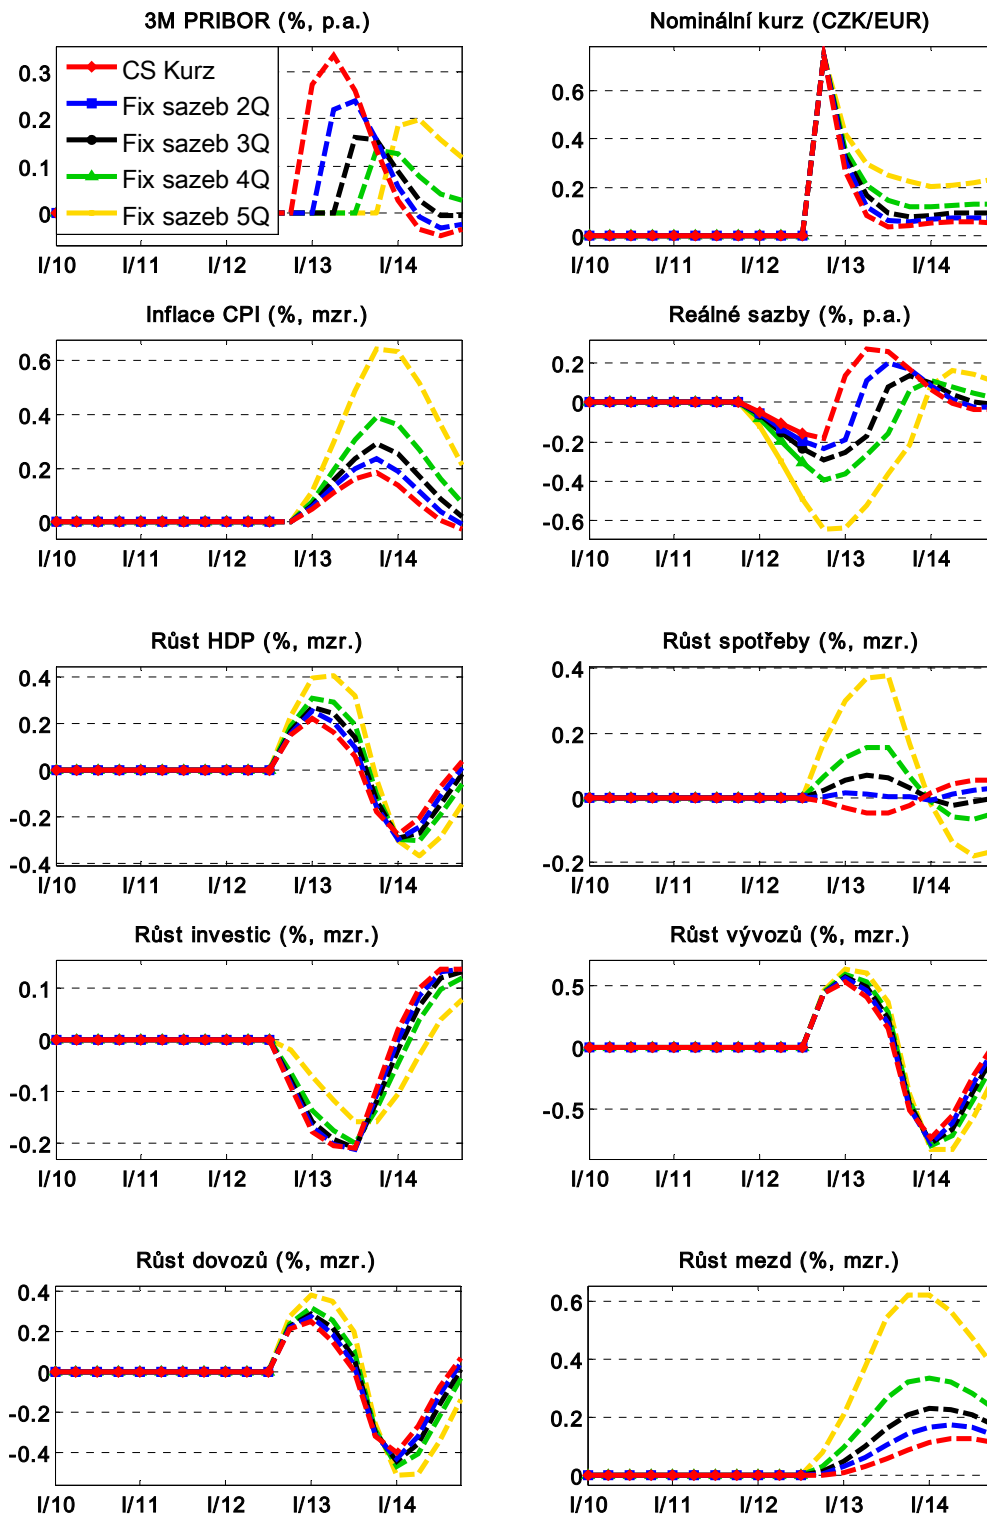 3M PRIBOR (%, p.a.)
0.3
0.2
0.1
0
CS Kurz
Fix sazeb 2Q
Fix sazeb 3Q
Fix sazeb 4Q
Fix sazeb 5Q
I/10 I/11 I/12 I/13 I/14
Nominální kurz (CZK/EUR)
0.6
0.4
0.2
0
I/10 I/11 I/12 I/13 I/14
Inflace CPI (%, mzr.)
0.6
0.4
0.2
0
I/10 I/11 I/12 I/13 I/14
Reálné sazby (%, p.a.)
0.2
0
-0.2
-0.4
-0.6
I/10 I/11 I/12 I/13 I/14
Růst HDP (%, mzr.)
0.4
0.2
0
-0.2
-0.4
I/10 I/11 I/12 I/13 I/14
Růst spotřeby (%, mzr.)
0.4
0.2
0
-0.2
I/10 I/11 I/12 I/13 I/14
Růst investic (%, mzr.)
0.1
0
-0.1
-0.2
I/10 I/11 I/12 I/13 I/14
Růst vývozů (%, mzr.)
0.5
0
-0.5
I/10 I/11 I/12 I/13 I/14
Růst dovozů (%, mzr.)
0.4
0.2
0
-0.2
-0.4
I/10 I/11 I/12 I/13 I/14
Růst mezd (%, mzr.)
0.6
0.4
0.2
0
I/10 I/11 I/12 I/13 I/14